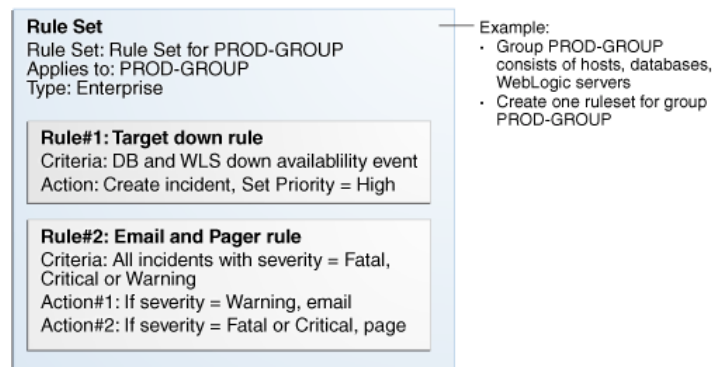 Rule Set
Rule Set: Rule Set for PROD-GROUP
Applies to: PROD-GROUP
Type: Enterprise
Rule#1: Target down rule
Criteria: DB and WLS down availablility event
Action: Create incident, Set Priority = High
Rule#2: Email and Pager rule
Criteria: All incidents with severity = Fatal,
Critical or Warning
Action#1: If severity = Warning, email
Action#2: If severity = Fatal or Critical, page
Example:
• Group PROD-GROUP
consists of hosts, databases,
WebLogic servers
• Create one ruleset for group
PROD-GROUP